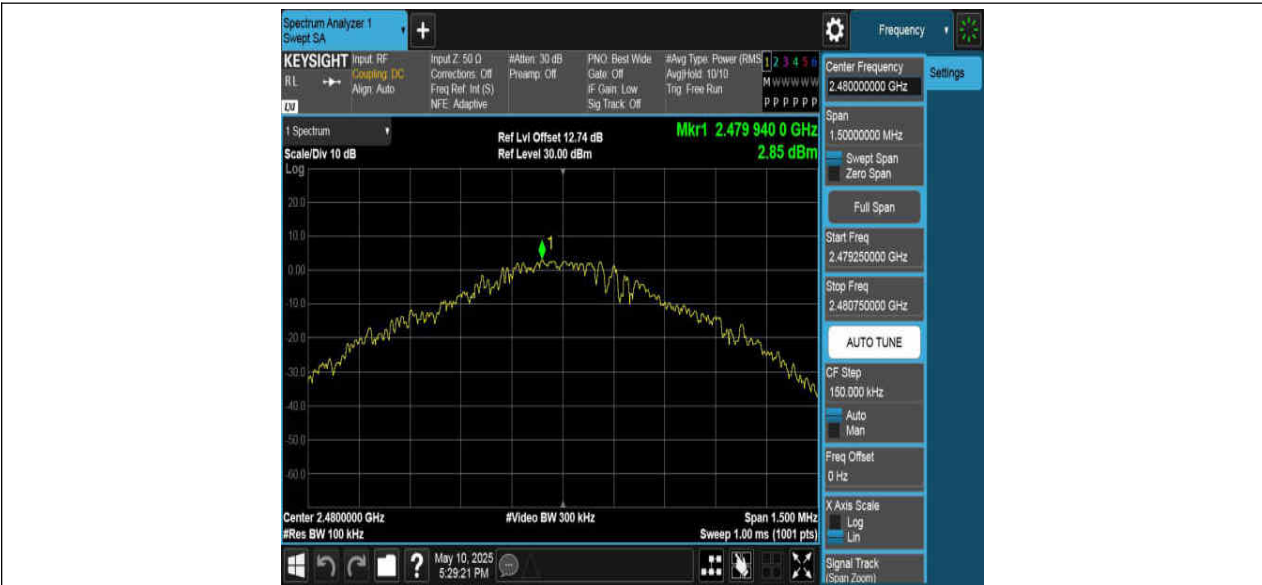 Spectrum Analyzer 1
Swept SA
+
Frequency
KEYSIGHT
RL
LXI
Input: RF
Coupling: DC
Align: Auto
Input Z: 50 Ω
Corrections: Off
Freq Ref: Int (S)
NFE: Adaptive
#Atten: 30 dB
Preamp: Off
PNO: Best Wide
Gate: Off
IF Gain: Low
Sig Track: Off
#Avg Type: Power (RMS
Avg|Hold: 10/10
Trig: Free Run
1 2 3 4 5 6
M W W W W W
P P P P P P
1 Spectrum
Scale/Div 10 dB
Ref Lvl Offset 12.74 dB
Ref Level 30.00 dBm
Mkr1 2.479 940 0 GHz
2.85 dBm
Log
20.0
10.0
0.00
-10.0
-20.0
-30.0
-40.0
-50.0
-60.0
1
Center 2.4800000 GHz
#Res BW 100 kHz
#Video BW 300 kHz
Span 1.500 MHz
Sweep 1.00 ms (1001 pts)
?
May 10, 2025
5:29:21 PM
Center Frequency
2.480000000 GHz
Settings
Span
1.50000000 MHz
Swept Span
Zero Span
Full Span
Start Freq
2.479250000 GHz
Stop Freq
2.480750000 GHz
AUTO TUNE
CF Step
150.000 kHz
Auto
Man
Freq Offset
0 Hz
X Axis Scale
Log
Lin
Signal Track
(Span Zoom)